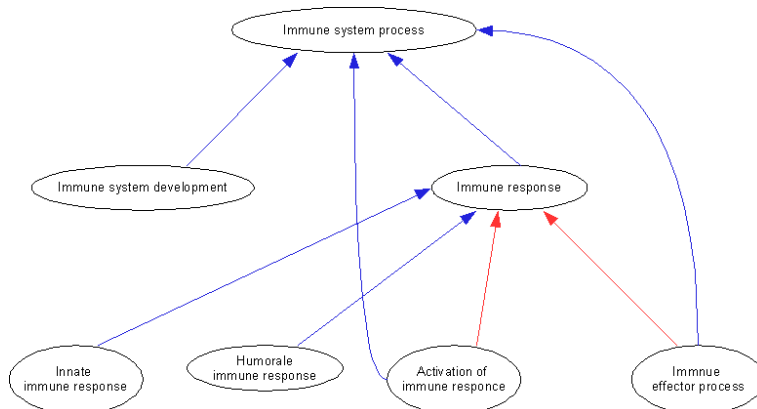 Immune system process
Immune system development
Immune response
Innate
immune response
Humorale
immune response
Activation of
immune responce
Immnue
effector process